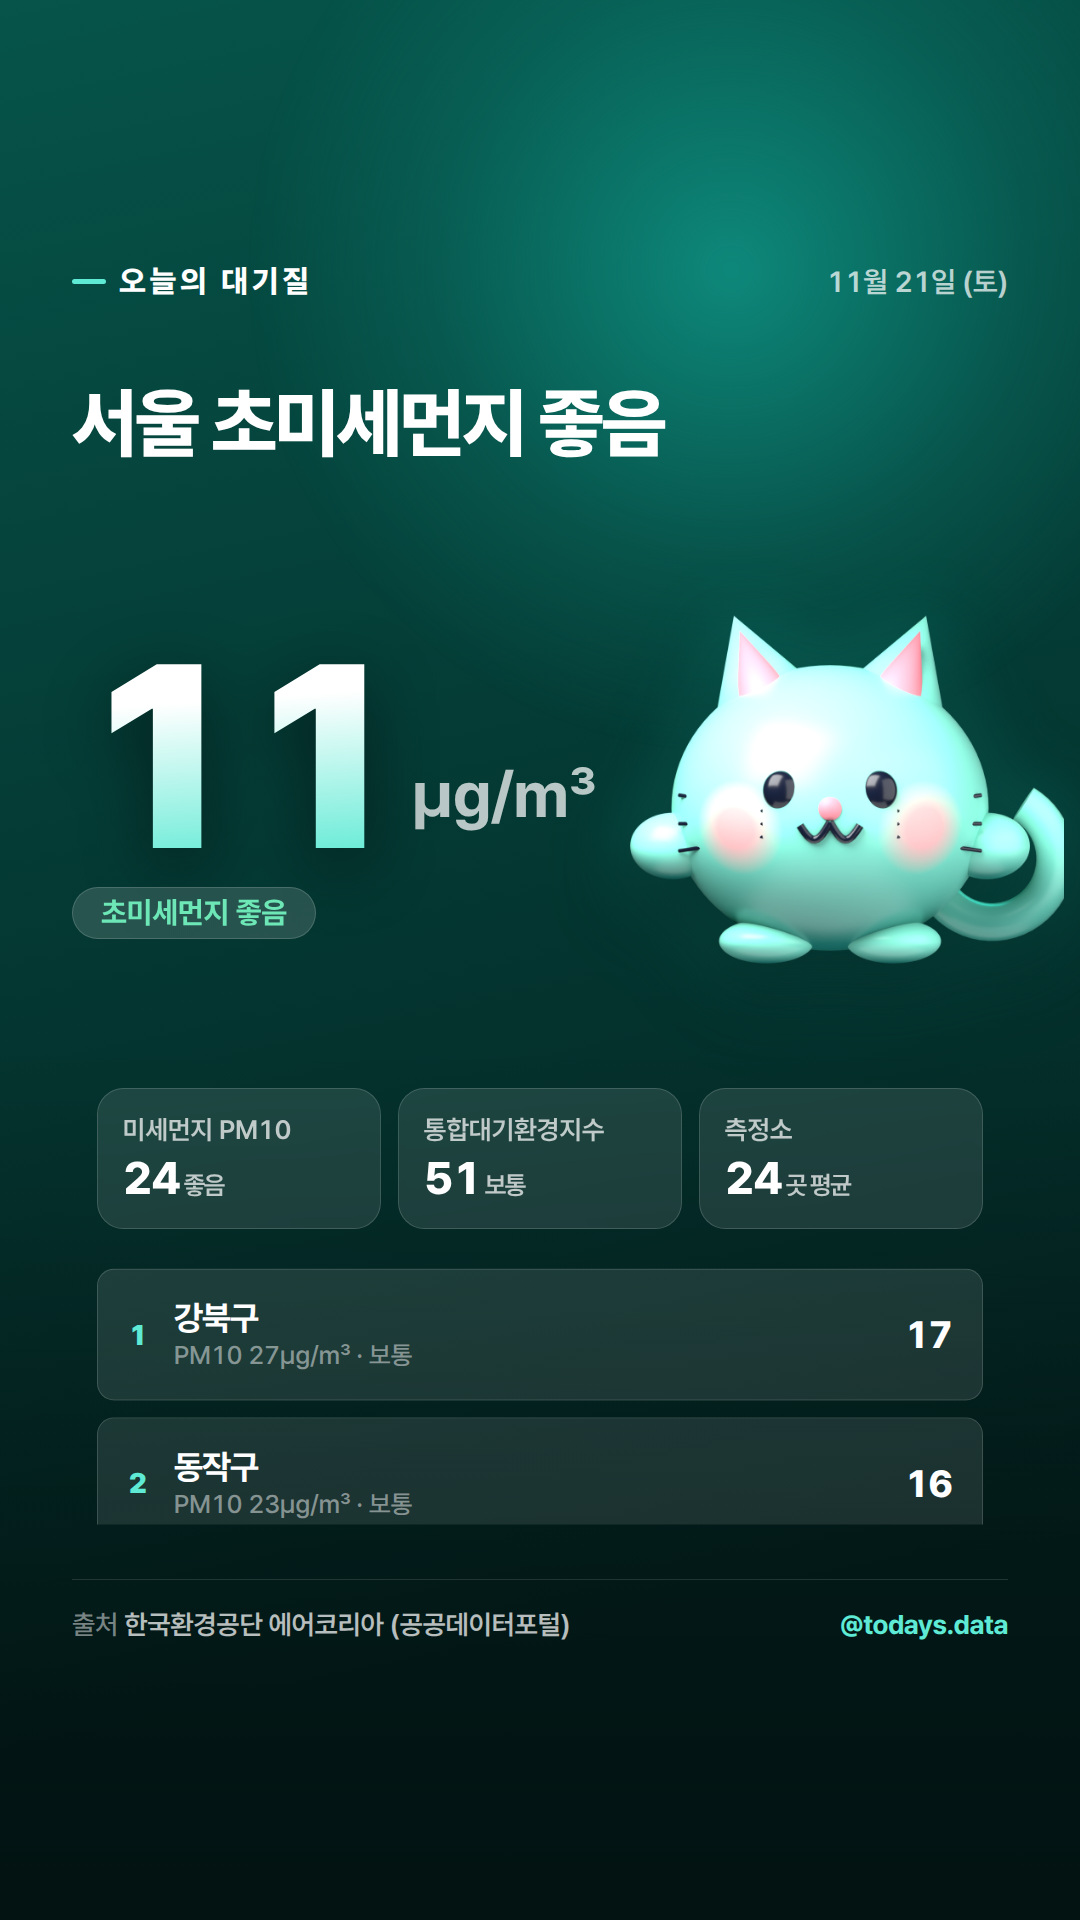 오늘의 대기질
11월 21일 (토)
서울 초미세먼지 좋음
11 µg/m³
초미세먼지 좋음
미세먼지 PM10
24 좋음
통합대기환경지수
51 보통
측정소
24 곳 평균
1
강북구
PM10 27µg/m³ · 보통
17
2
동작구
PM10 23µg/m³ · 보통
16
출처 한국환경공단 에어코리아 (공공데이터포털)
@todays.data